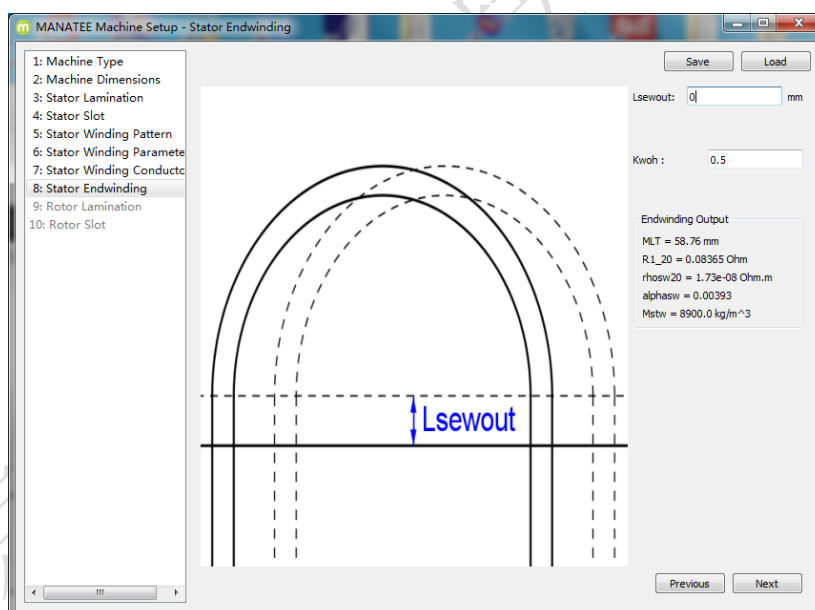 MANATEE Machine Setup - Stator Endwinding
1: Machine Type
2: Machine Dimensions
3: Stator Lamination
4: Stator Slot
5: Stator Winding Pattern
6: Stator Winding Paramete
7: Stator Winding Conductc
8: Stator Endwinding
9: Rotor Lamination
10: Rotor Slot
Save
Load
Lsewout:
0
mm
Kwoh :
0.5
Endwinding Output
MLT = 58.76 mm
R1_20 = 0.08365 Ohm
rhosw20 = 1.73e-08 Ohm.m
alphasw = 0.00393
Mstw = 8900.0 kg/m^3
Lsewout
Previous
Next